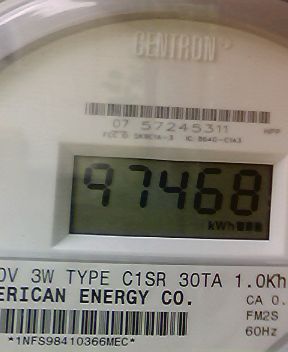 CENTRON
07 57245311 HPP
97468
kWh
0V 3W TYPE C1SR 30TA 1.0Kh
ERICAN ENERGY CO.
CA 0.
FM2S
60Hz
*1NFS98410366MEC*